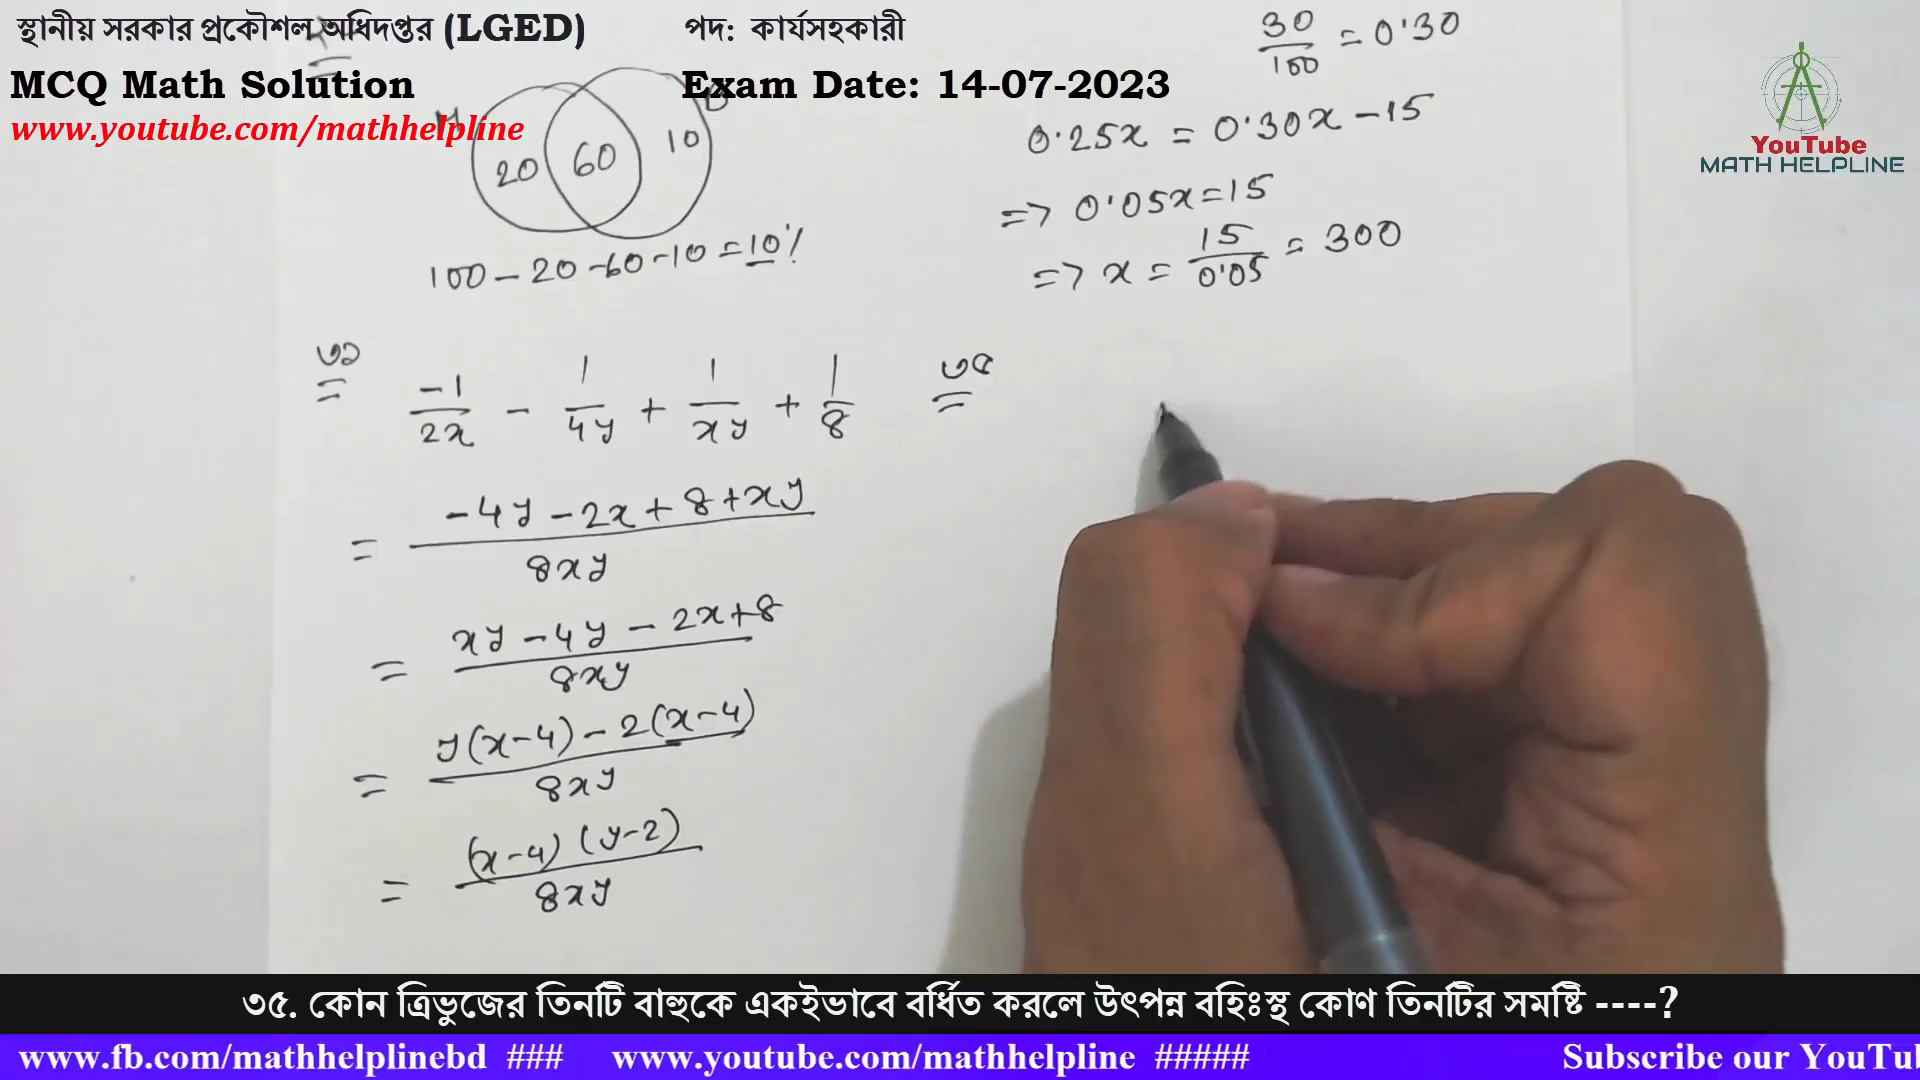 স্থানীয় সরকার প্রকৌশল অধিদপ্তর (LGED) পদ: কার্যসহকারী
MCQ Math Solution Exam Date: 14-07-2023
www.youtube.com/mathhelpline
YouTube
MATH HELPLINE
30/100 = 0.30
0.25x = 0.30x - 15
=> 0.05x = 15
=> x = 15/0.05 = 300
20 60 10
100 - 20 - 60 - 10 = 10%
৩১
-1/2x - 1/4y + 1/xy + 1/8
= -4y - 2x + 8 + xy / 8xy
= xy - 4y - 2x + 8 / 8xy
= y(x-4) - 2(x-4) / 8xy
= (x-4)(y-2) / 8xy
৩৫
৩৫. কোন ত্রিভুজের তিনটি বাহুকে একইভাবে বর্ধিত করলে উৎপন্ন বহিঃস্থ কোণ তিনটির সমষ্টি ----?
www.fb.com/mathhelplinebd ### www.youtube.com/mathhelpline ##### Subscribe our YouTu